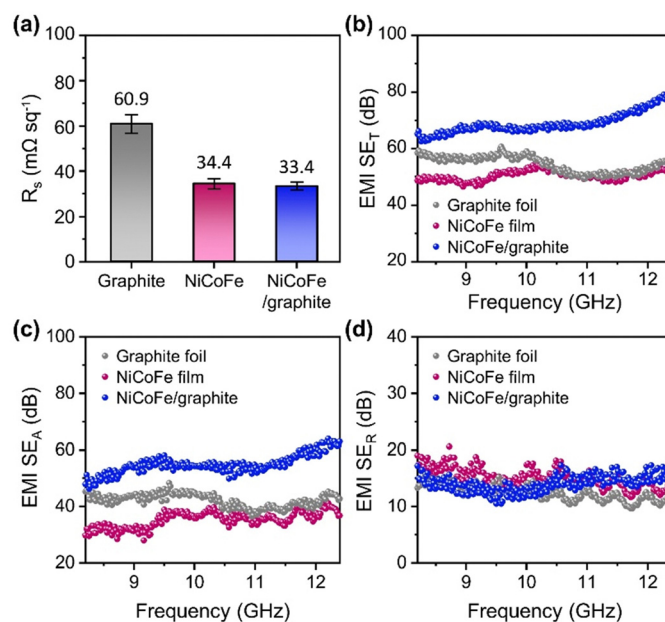 (a)
100
80
60
40
20
0
R_s (mΩ sq⁻¹)
60.9
34.4
33.4
Graphite
NiCoFe
NiCoFe
/graphite
(b)
100
80
60
40
20
EMI SE_T (dB)
Graphite foil
NiCoFe film
NiCoFe/graphite
9 10 11 12
Frequency (GHz)
(c)
100
80
60
40
20
EMI SE_A (dB)
Graphite foil
NiCoFe film
NiCoFe/graphite
9 10 11 12
Frequency (GHz)
(d)
40
30
20
10
0
EMI SE_R (dB)
Graphite foil
NiCoFe film
NiCoFe/graphite
9 10 11 12
Frequency (GHz)